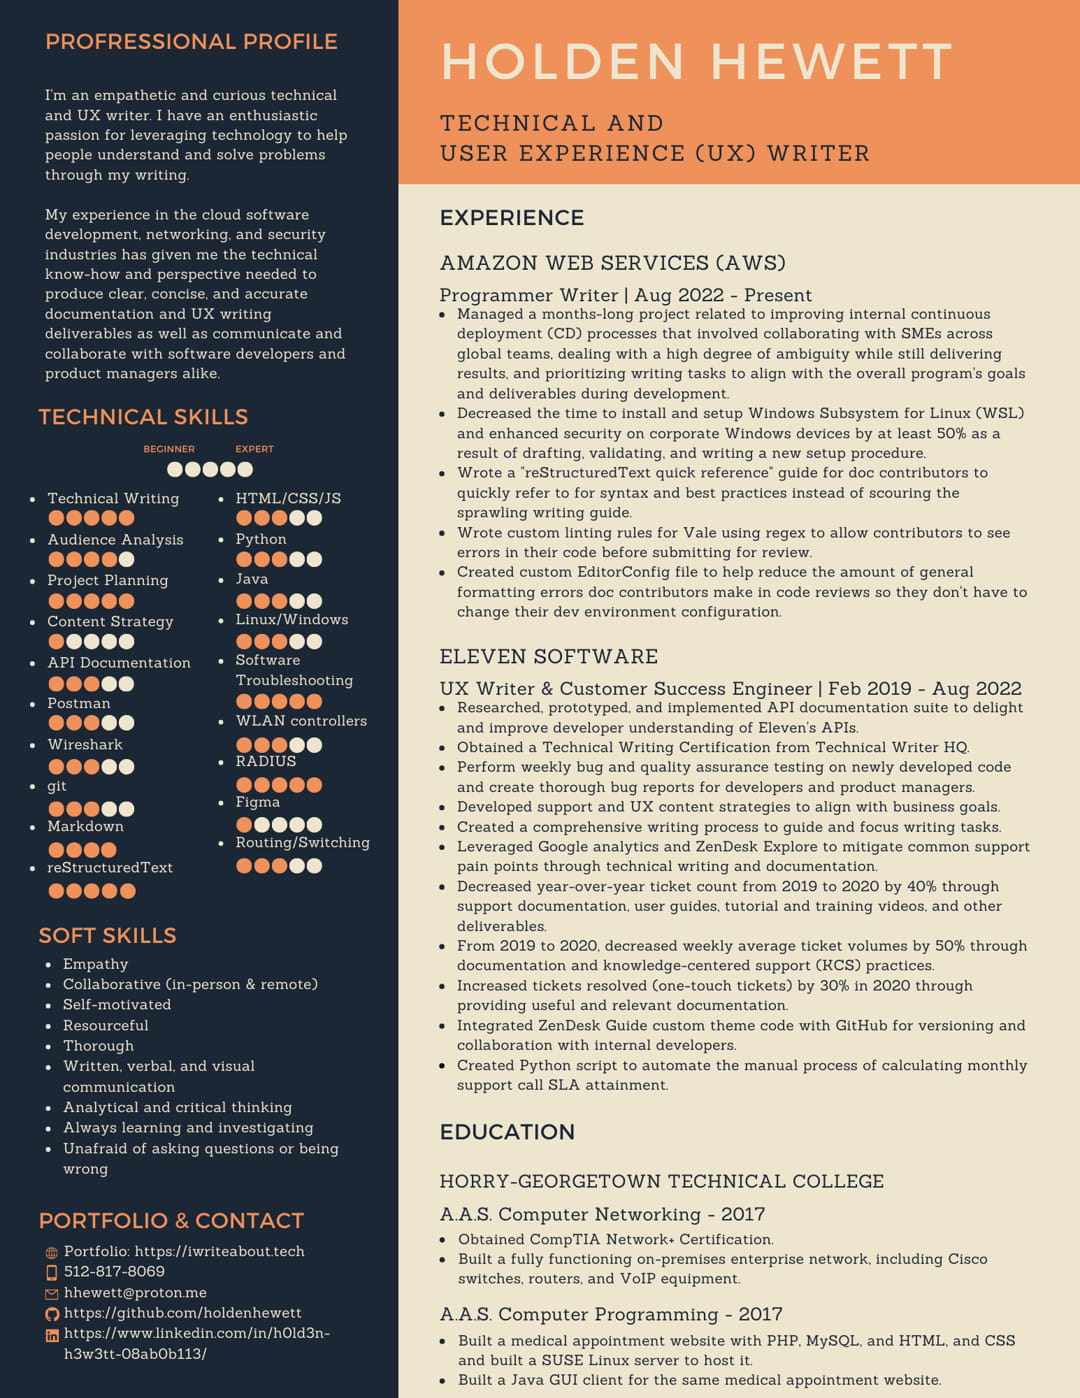 PROFRESSIONAL PROFILE
I'm an empathetic and curious technical
and UX writer. I have an enthusiastic
passion for leveraging technology to help
people understand and solve problems
through my writing.
My experience in the cloud software
development, networking, and security
industries has given me the technical
know-how and perspective needed to
produce clear, concise, and accurate
documentation and UX writing
deliverables as well as communicate and
collaborate with software developers and
product managers alike.
TECHNICAL SKILLS
BEGINNER EXPERT
• Technical Writing
• Audience Analysis
• Project Planning
• Content Strategy
• API Documentation
• Postman
• Wireshark
• git
• Markdown
• reStructuredText
• HTML/CSS/JS
• Python
• Java
• Linux/Windows
• Software
Troubleshooting
• WLAN controllers
• RADIUS
• Figma
• Routing/Switching
SOFT SKILLS
• Empathy
• Collaborative (in-person & remote)
• Self-motivated
• Resourceful
• Thorough
• Written, verbal, and visual
communication
• Analytical and critical thinking
• Always learning and investigating
• Unafraid of asking questions or being
wrong
PORTFOLIO & CONTACT
Portfolio: https://iwriteabout.tech
512-817-8069
hhewett@proton.me
https://github.com/holdenhewett
https://www.linkedin.com/in/h0ld3n-
h3w3tt-08ab0b113/
HOLDEN HEWETT
TECHNICAL AND
USER EXPERIENCE (UX) WRITER
EXPERIENCE
AMAZON WEB SERVICES (AWS)
Programmer Writer | Aug 2022 - Present
• Managed a months-long project related to improving internal continuous
deployment (CD) processes that involved collaborating with SMEs across
global teams, dealing with a high degree of ambiguity while still delivering
results, and prioritizing writing tasks to align with the overall program's goals
and deliverables during development.
• Decreased the time to install and setup Windows Subsystem for Linux (WSL)
and enhanced security on corporate Windows devices by at least 50% as a
result of drafting, validating, and writing a new setup procedure.
• Wrote a "reStructuredText quick reference" guide for doc contributors to
quickly refer to for syntax and best practices instead of scouring the
sprawling writing guide.
• Wrote custom linting rules for Vale using regex to allow contributors to see
errors in their code before submitting for review.
• Created custom EditorConfig file to help reduce the amount of general
formatting errors doc contributors make in code reviews so they don't have to
change their dev environment configuration.
ELEVEN SOFTWARE
UX Writer & Customer Success Engineer | Feb 2019 - Aug 2022
• Researched, prototyped, and implemented API documentation suite to delight
and improve developer understanding of Eleven's APIs.
• Obtained a Technical Writing Certification from Technical Writer HQ.
• Perform weekly bug and quality assurance testing on newly developed code
and create thorough bug reports for developers and product managers.
• Developed support and UX content strategies to align with business goals.
• Created a comprehensive writing process to guide and focus writing tasks.
• Leveraged Google analytics and ZenDesk Explore to mitigate common support
pain points through technical writing and documentation.
• Decreased year-over-year ticket count from 2019 to 2020 by 40% through
support documentation, user guides, tutorial and training videos, and other
deliverables.
• From 2019 to 2020, decreased weekly average ticket volumes by 50% through
documentation and knowledge-centered support (KCS) practices.
• Increased tickets resolved (one-touch tickets) by 30% in 2020 through
providing useful and relevant documentation.
• Integrated ZenDesk Guide custom theme code with GitHub for versioning and
collaboration with internal developers.
• Created Python script to automate the manual process of calculating monthly
support call SLA attainment.
EDUCATION
HORRY-GEORGETOWN TECHNICAL COLLEGE
A.A.S. Computer Networking - 2017
• Obtained CompTIA Network+ Certification.
• Built a fully functioning on-premises enterprise network, including Cisco
switches, routers, and VoIP equipment.
A.A.S. Computer Programming - 2017
• Built a medical appointment website with PHP, MySQL, and HTML, and CSS
and built a SUSE Linux server to host it.
• Built a Java GUI client for the same medical appointment website.